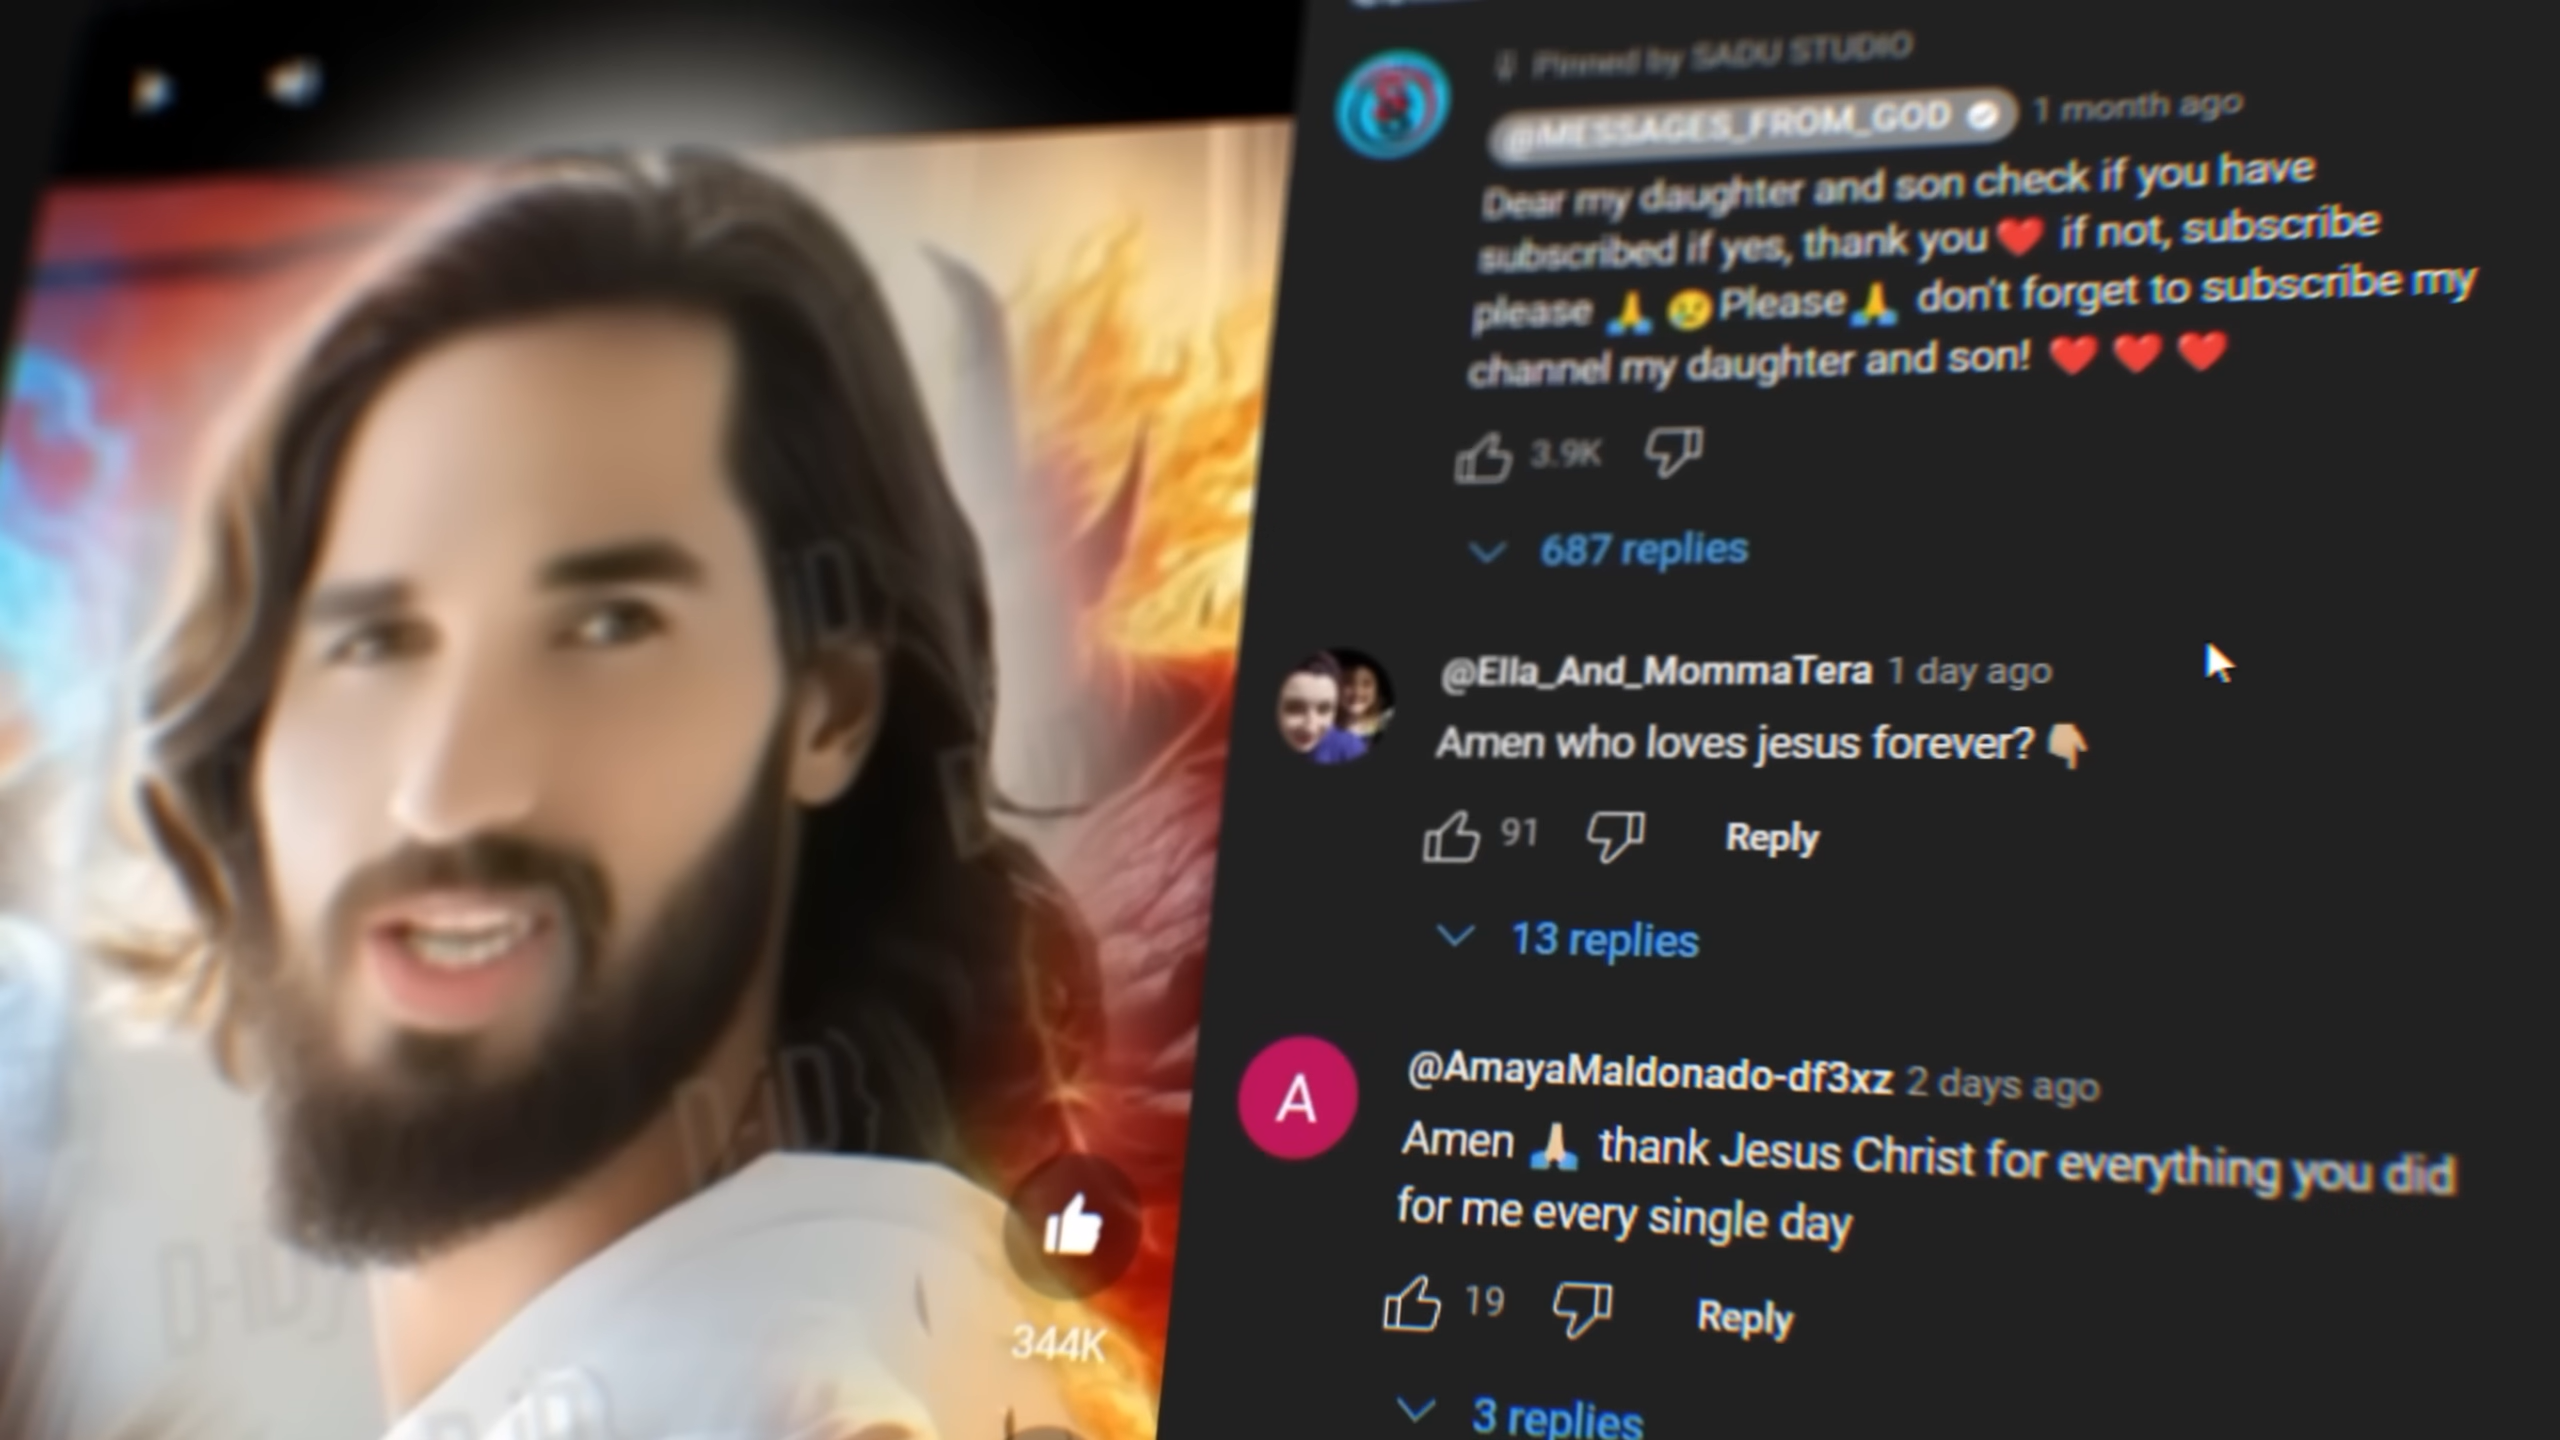 Pinned by SADU STUDIO
@MESSAGES_FROM_GOD 1 month ago
Dear my daughter and son check if you have
subscribed if yes, thank you ❤️ if not, subscribe
please 🙏 😢 Please 🙏 don't forget to subscribe my
channel my daughter and son! ❤️ ❤️ ❤️
3.9K
687 replies
@Ella_And_MommaTera 1 day ago
Amen who loves jesus forever? 👇🏼
91 Reply
13 replies
A
@AmayaMaldonado-df3xz 2 days ago
Amen 🙏🏼 thank Jesus Christ for everything you did
for me every single day
19 Reply
3 replies
344K
D-iD
D-iD